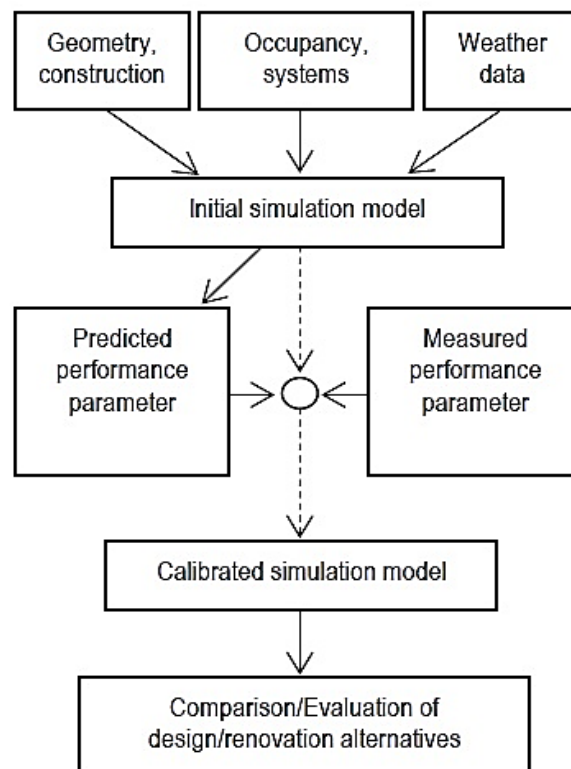 Geometry,
construction
Occupancy,
systems
Weather
data
Initial simulation model
Predicted
performance
parameter
Measured
performance
parameter
Calibrated simulation model
Comparison/Evaluation of
design/renovation alternatives